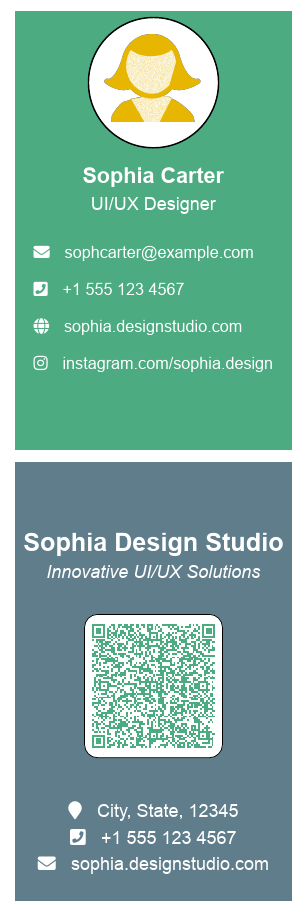 Sophia Carter
UI/UX Designer
sophcarter@example.com
+1 555 123 4567
sophia.designstudio.com
instagram.com/sophia.design
Sophia Design Studio
Innovative UI/UX Solutions
City, State, 12345
+1 555 123 4567
sophia.designstudio.com